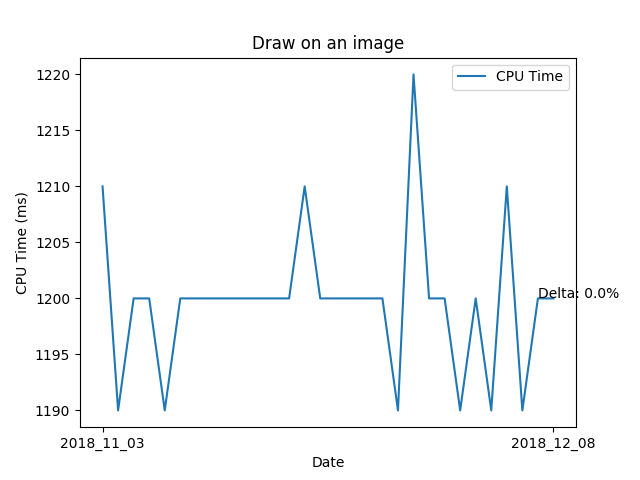 Draw on an image
CPU Time
1220
1215
1210
1205
1200
1195
1190
CPU Time (ms)
Delta: 0.0%
2018_11_03
2018_12_08
Date